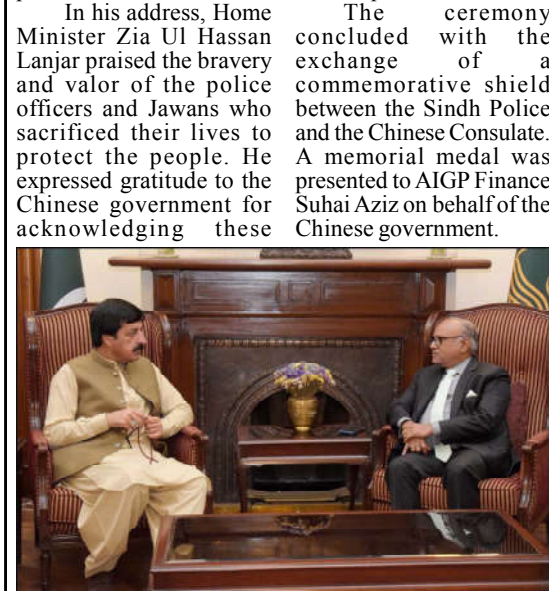 In his address, Home
Minister Zia Ul Hassan
Lanjar praised the bravery
and valor of the police
officers and Jawans who
sacrificed their lives to
protect the people. He
expressed gratitude to the
Chinese government for
acknowledging these
The ceremony
concluded with the
exchange of a
commemorative shield
between the Sindh Police
and the Chinese Consulate.
A memorial medal was
presented to AIGP Finance
Suhai Aziz on behalf of the
Chinese government.